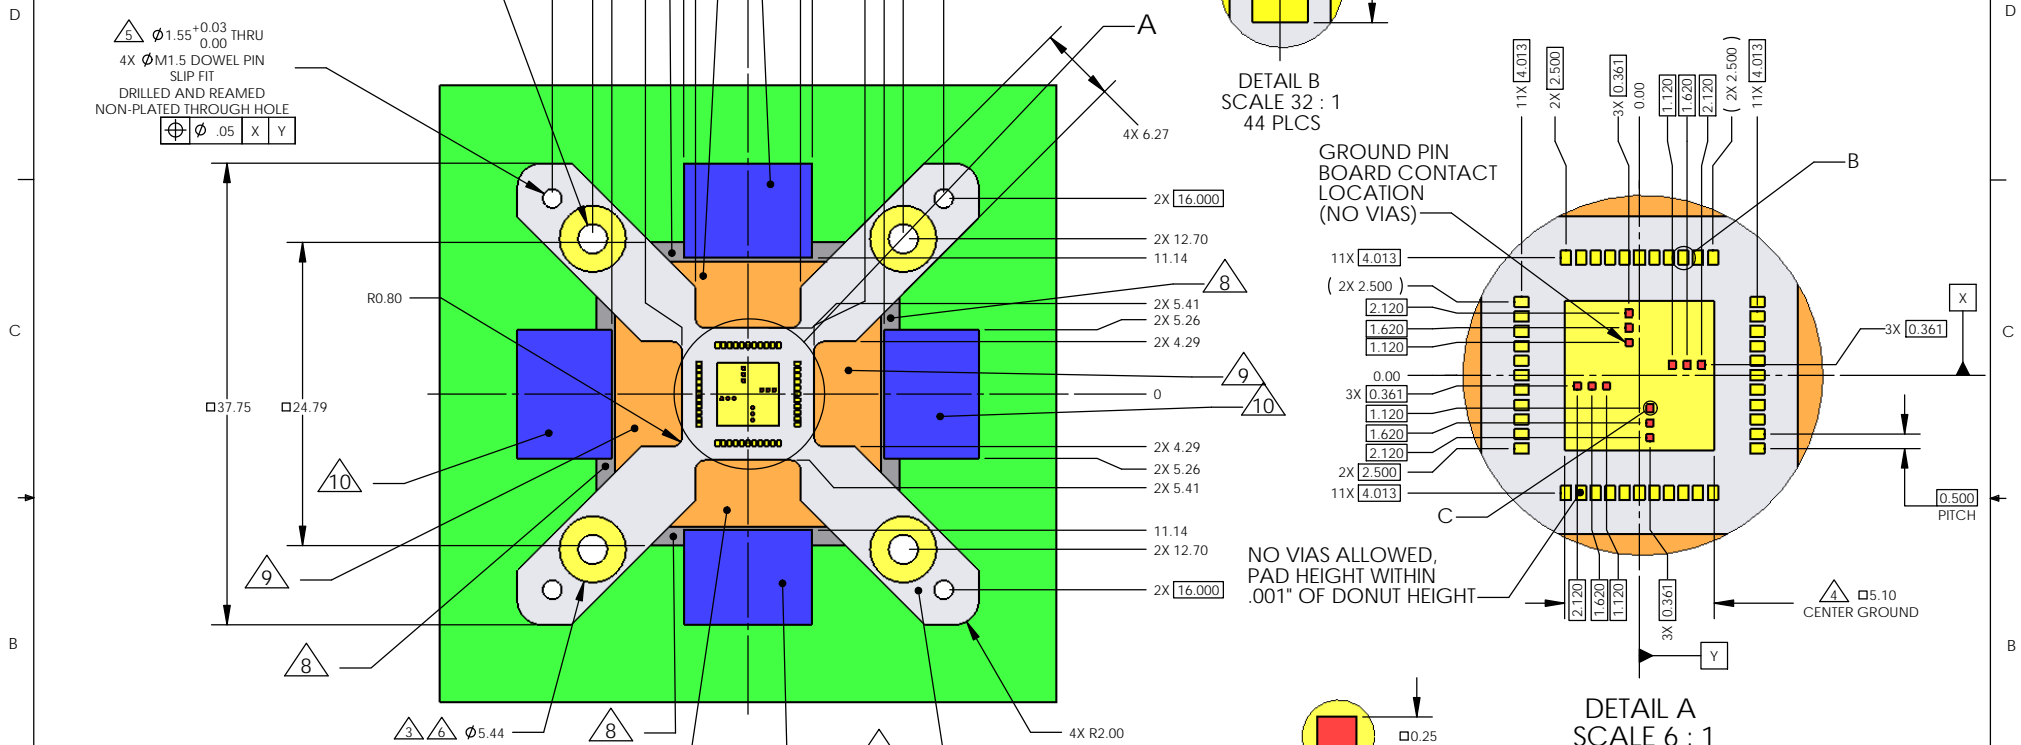 D
D
5 Ø1.55 +0.03 THRU
0.00
4X ØM1.5 DOWEL PIN
SLIP FIT
DRILLED AND REAMED
NON-PLATED THROUGH HOLE
Ø .05 X Y
A
4X 6.27
2X 16.000
2X 12.70
11.14
8
2X 5.41
2X 5.26
2X 4.29
9
0
10
2X 4.29
2X 5.26
2X 5.41
11.14
2X 12.70
2X 16.000
R0.80
□37.75
□24.79
10
9
8
3 6 Ø5.44
8
4X R2.00
C
C
B
B
DETAIL B
SCALE 32 : 1
44 PLCS
GROUND PIN
BOARD CONTACT
LOCATION
(NO VIAS)
11X 4.013
2X 2.500
3X 0.361
0.00
1.120
1.620
2.120
( 2X 2.500 )
11X 4.013
B
11X 4.013
( 2X 2.500 )
2.120
1.620
1.120
0.00
3X 0.361
1.120
1.620
2.120
2X 2.500
11X 4.013
C
X
3X 0.361
0.500
PITCH
NO VIAS ALLOWED,
PAD HEIGHT WITHIN
.001" OF DONUT HEIGHT
2.120
1.620
1.120
3X 0.361
4 □5.10
CENTER GROUND
Y
DETAIL A
SCALE 6 : 1
□0.25